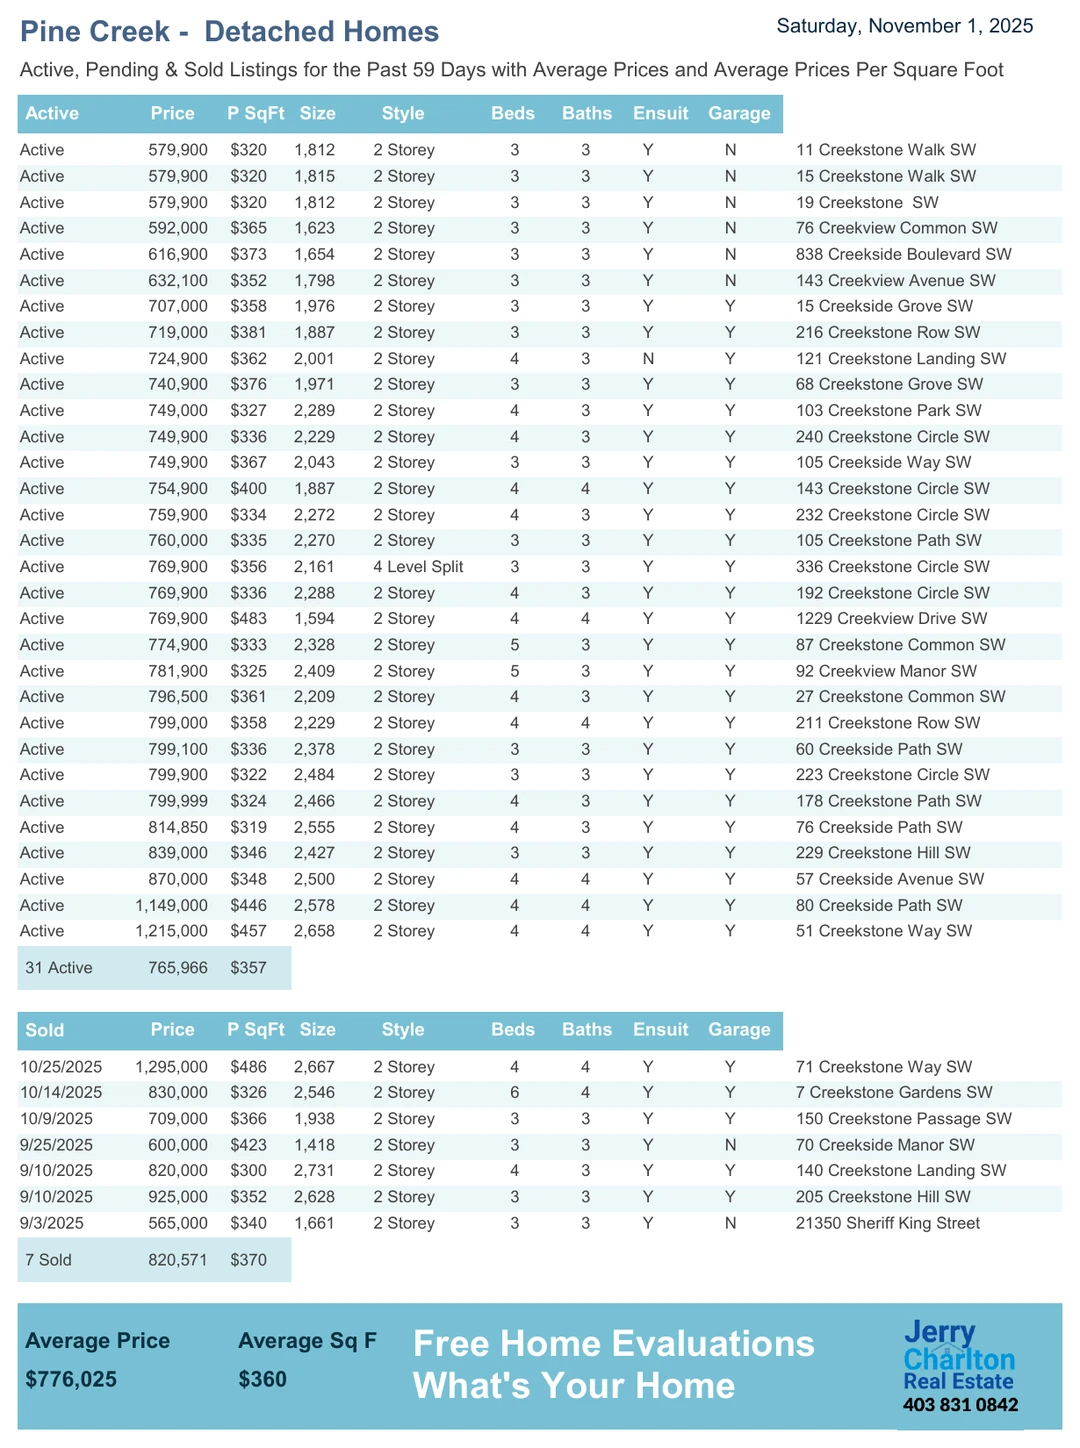 Pine Creek - Detached Homes
Saturday, November 1, 2025
Active, Pending & Sold Listings for the Past 59 Days with Average Prices and Average Prices Per Square Foot
Active Price P SqFt Size Style Beds Baths Ensuit Garage
Active 579,900 $320 1,812 2 Storey 3 3 Y N 11 Creekstone Walk SW
Active 579,900 $320 1,815 2 Storey 3 3 Y N 15 Creekstone Walk SW
Active 579,900 $320 1,812 2 Storey 3 3 Y N 19 Creekstone SW
Active 592,000 $365 1,623 2 Storey 3 3 Y N 76 Creekview Common SW
Active 616,900 $373 1,654 2 Storey 3 3 Y N 838 Creekside Boulevard SW
Active 632,100 $352 1,798 2 Storey 3 3 Y N 143 Creekview Avenue SW
Active 707,000 $358 1,976 2 Storey 3 3 Y Y 15 Creekside Grove SW
Active 719,000 $381 1,887 2 Storey 3 3 Y Y 216 Creekstone Row SW
Active 724,900 $362 2,001 2 Storey 4 3 N Y 121 Creekstone Landing SW
Active 740,900 $376 1,971 2 Storey 3 3 Y Y 68 Creekstone Grove SW
Active 749,000 $327 2,289 2 Storey 4 3 Y Y 103 Creekstone Park SW
Active 749,900 $336 2,229 2 Storey 4 3 Y Y 240 Creekstone Circle SW
Active 749,900 $367 2,043 2 Storey 3 3 Y Y 105 Creekside Way SW
Active 754,900 $400 1,887 2 Storey 4 4 Y Y 143 Creekstone Circle SW
Active 759,900 $334 2,272 2 Storey 4 3 Y Y 232 Creekstone Circle SW
Active 760,000 $335 2,270 2 Storey 3 3 Y Y 105 Creekstone Path SW
Active 769,900 $356 2,161 4 Level Split 3 3 Y Y 336 Creekstone Circle SW
Active 769,900 $336 2,288 2 Storey 4 3 Y Y 192 Creekstone Circle SW
Active 769,900 $483 1,594 2 Storey 4 4 Y Y 1229 Creekview Drive SW
Active 774,900 $333 2,328 2 Storey 5 3 Y Y 87 Creekstone Common SW
Active 781,900 $325 2,409 2 Storey 5 3 Y Y 92 Creekview Manor SW
Active 796,500 $361 2,209 2 Storey 4 3 Y Y 27 Creekstone Common SW
Active 799,000 $358 2,229 2 Storey 4 4 Y Y 211 Creekstone Row SW
Active 799,100 $336 2,378 2 Storey 3 3 Y Y 60 Creekside Path SW
Active 799,900 $322 2,484 2 Storey 3 3 Y Y 223 Creekstone Circle SW
Active 799,999 $324 2,466 2 Storey 4 3 Y Y 178 Creekstone Path SW
Active 814,850 $319 2,555 2 Storey 4 3 Y Y 76 Creekside Path SW
Active 839,000 $346 2,427 2 Storey 3 3 Y Y 229 Creekstone Hill SW
Active 870,000 $348 2,500 2 Storey 4 4 Y Y 57 Creekside Avenue SW
Active 1,149,000 $446 2,578 2 Storey 4 4 Y Y 80 Creekside Path SW
Active 1,215,000 $457 2,658 2 Storey 4 4 Y Y 51 Creekstone Way SW
31 Active 765,966 $357
Sold Price P SqFt Size Style Beds Baths Ensuit Garage
10/25/2025 1,295,000 $486 2,667 2 Storey 4 4 Y Y 71 Creekstone Way SW
10/14/2025 830,000 $326 2,546 2 Storey 6 4 Y Y 7 Creekstone Gardens SW
10/9/2025 709,000 $366 1,938 2 Storey 3 3 Y Y 150 Creekstone Passage SW
9/25/2025 600,000 $423 1,418 2 Storey 3 3 Y N 70 Creekside Manor SW
9/10/2025 820,000 $300 2,731 2 Storey 4 3 Y Y 140 Creekstone Landing SW
9/10/2025 925,000 $352 2,628 2 Storey 3 3 Y Y 205 Creekstone Hill SW
9/3/2025 565,000 $340 1,661 2 Storey 3 3 Y N 21350 Sheriff King Street
7 Sold 820,571 $370
Average Price Average Sq F
$776,025 $360
Free Home Evaluations
What's Your Home
Jerry
Charlton
Real Estate
403 831 0842